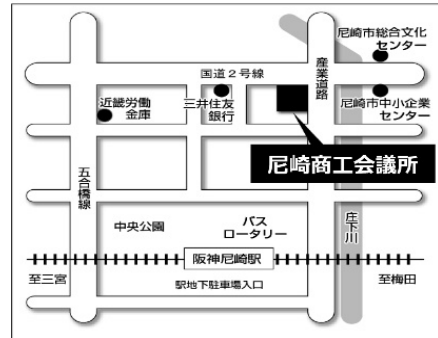 尼崎市総合文化
センター
国道2号線
産業道路
近畿労働
金庫
三井住友
銀行
尼崎市中小企業
センター
尼崎商工会議所
五合橋線
中央公園
バス
ロータリー
庄下川
阪神尼崎駅
至三宮
駅地下駐車場入口
至梅田